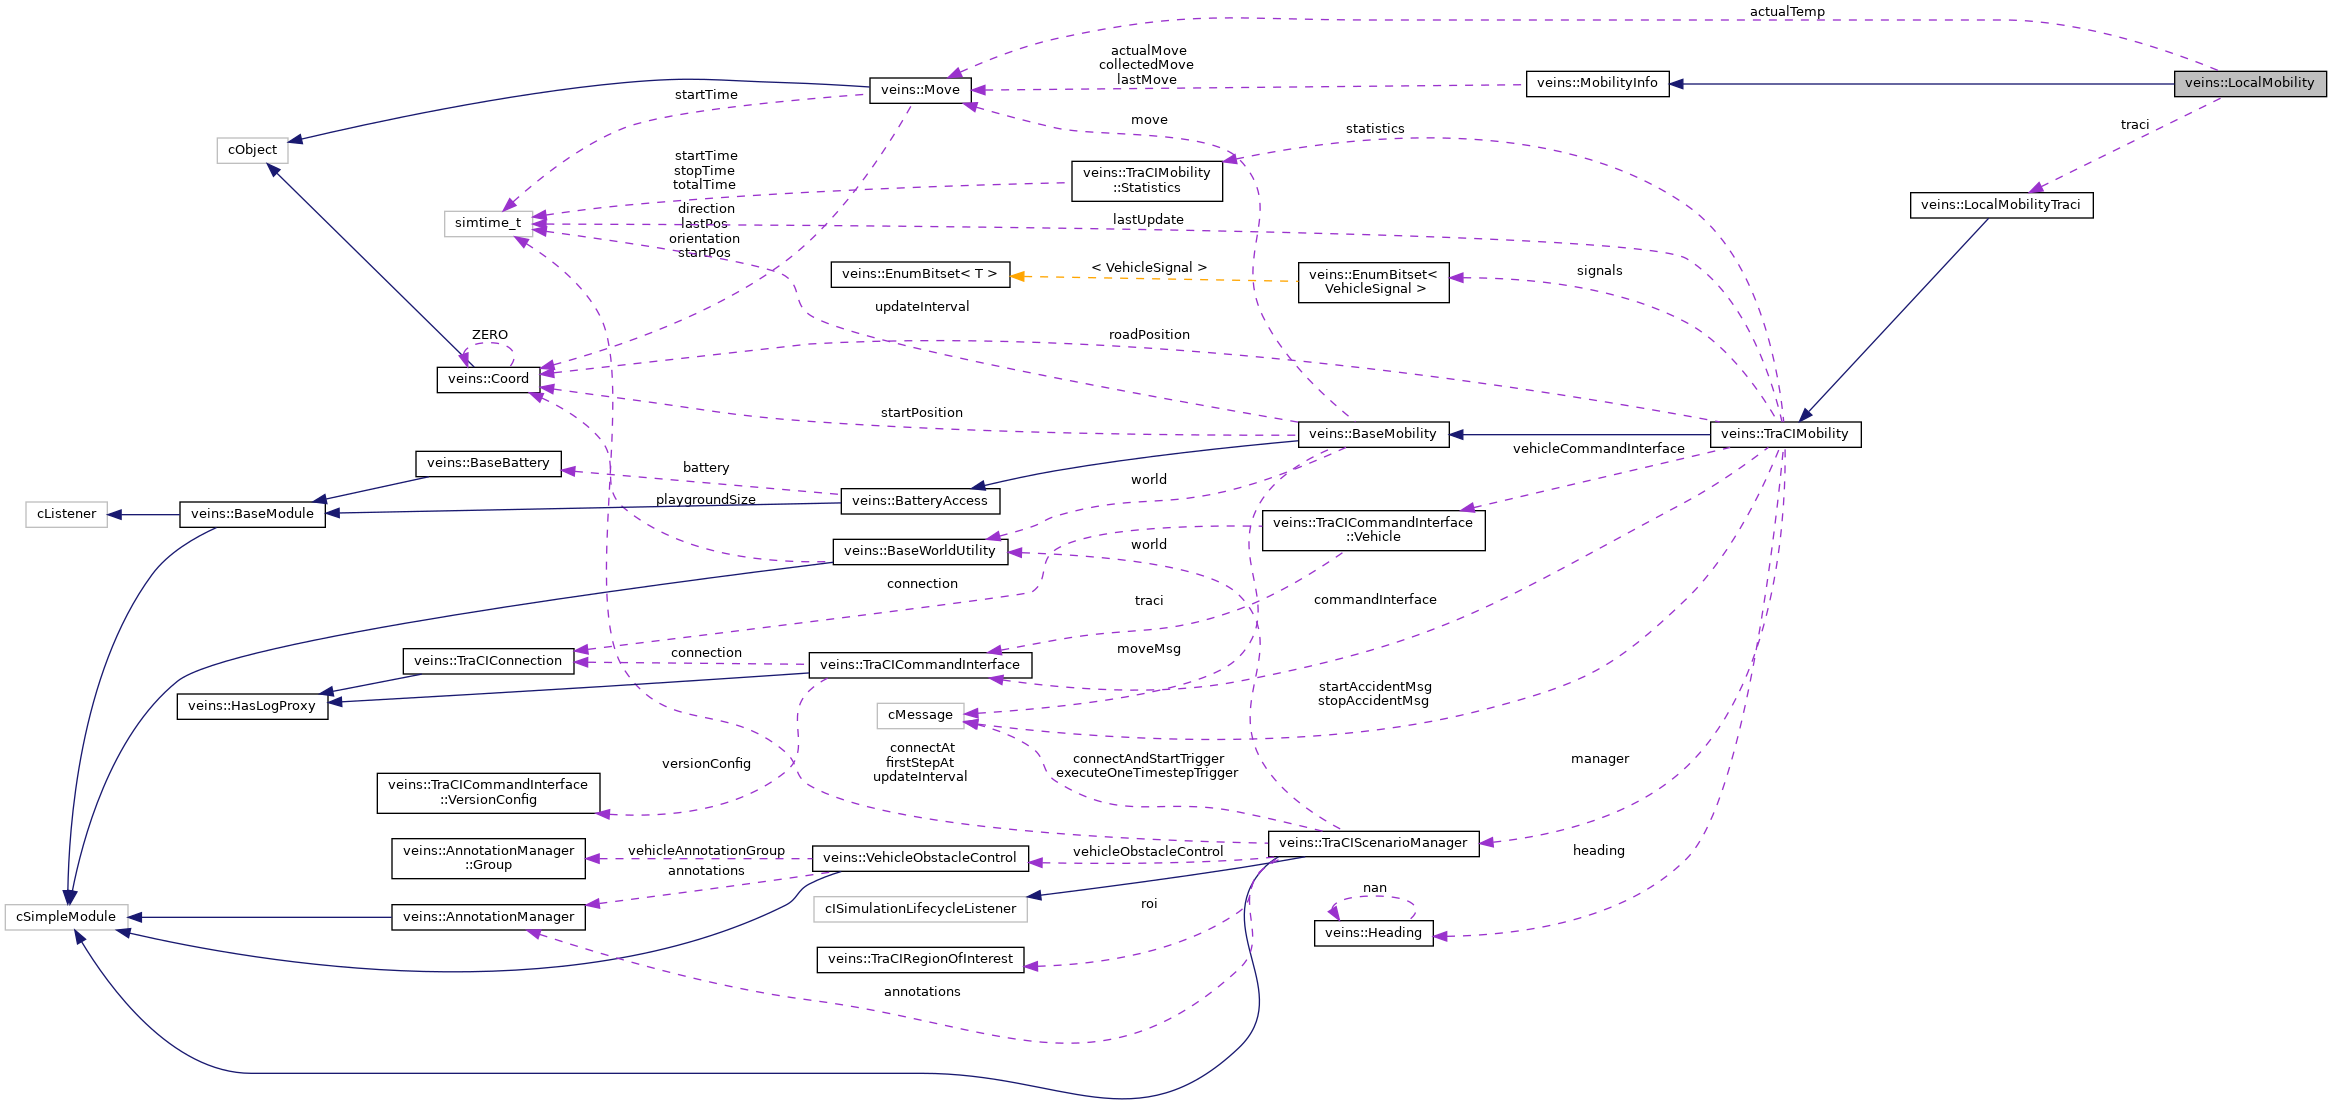 actualTemp
actualMove
collectedMove
lastMove
veins::LocalMobility
veins::MobilityInfo
veins::Move
startTime
move
traci
statistics
cObject
startTime
stopTime
totalTime
veins::TraCIMobility
::Statistics
veins::LocalMobilityTraci
direction
lastPos
orientation
startPos
simtime_t
lastUpdate
< VehicleSignal >
signals
veins::EnumBitset< T >
veins::EnumBitset<
VehicleSignal >
updateInterval
ZERO
roadPosition
veins::Coord
startPosition
veins::BaseMobility
veins::TraCIMobility
vehicleCommandInterface
veins::BaseBattery
battery
world
playgroundSize
veins::BatteryAccess
cListener
veins::BaseModule
veins::TraCICommandInterface
::Vehicle
world
veins::BaseWorldUtility
connection
traci
commandInterface
connection
moveMsg
veins::TraCIConnection
veins::TraCICommandInterface
startAccidentMsg
stopAccidentMsg
veins::HasLogProxy
cMessage
connectAt
firstStepAt
updateInterval
connectAndStartTrigger
executeOneTimestepTrigger
manager
versionConfig
veins::TraCICommandInterface
::VersionConfig
veins::TraCIScenarioManager
vehicleAnnotationGroup
vehicleObstacleControl
heading
veins::AnnotationManager
::Group
veins::VehicleObstacleControl
annotations
nan
roi
cISimulationLifecycleListener
cSimpleModule
veins::AnnotationManager
veins::Heading
veins::TraCIRegionOfInterest
annotations